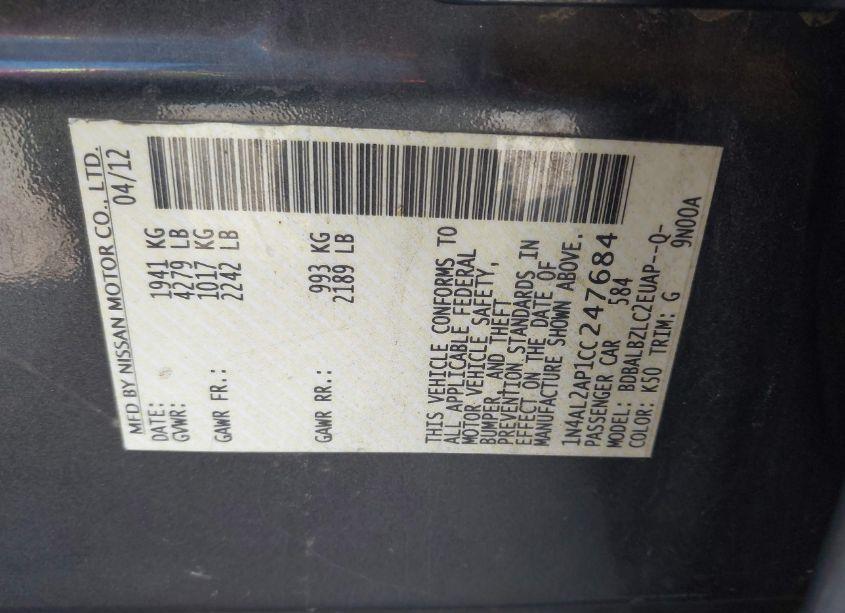 MFD BY NISSAN MOTOR CO., LTD.
DATE: 04/12
GVWR: 1941 KG
4279 LB
GAWR FR.: 1017 KG
2242 LB
GAWR RR.: 993 KG
2189 LB
THIS VEHICLE CONFORMS TO
ALL APPLICABLE FEDERAL
MOTOR VEHICLE SAFETY,
BUMPER, AND THEFT
PREVENTION STANDARDS IN
EFFECT ON THE DATE OF
MANUFACTURE SHOWN ABOVE.
1N4AL2AP1CC247684
PASSENGER CAR 584
MODEL: BDBALBZLC2EUAP--Q-
COLOR: K50 TRIM: G 9N00A